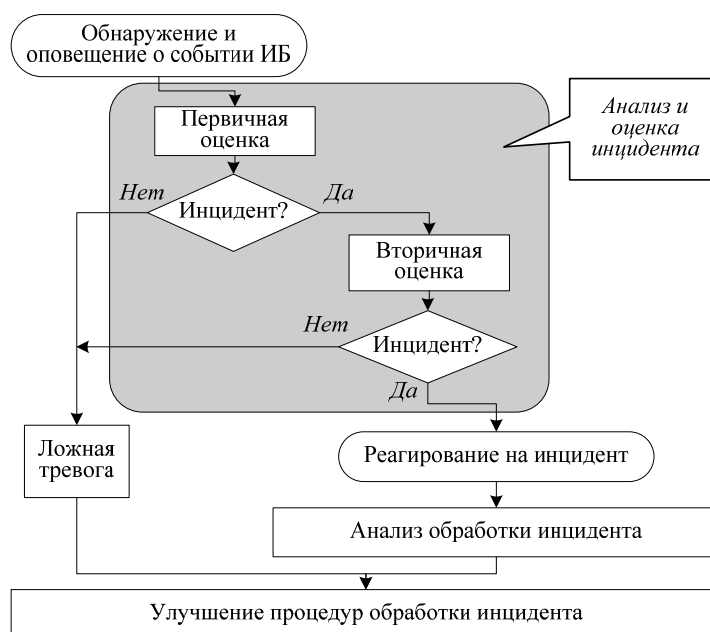 Обнаружение и
оповещение о событии ИБ
Анализ и
оценка
инцидента
Первичная
оценка
Нет
Да
Инцидент?
Вторичная
оценка
Нет
Инцидент?
Да
Ложная
тревога
Реагирование на инцидент
Анализ обработки инцидента
Улучшение процедур обработки инцидента